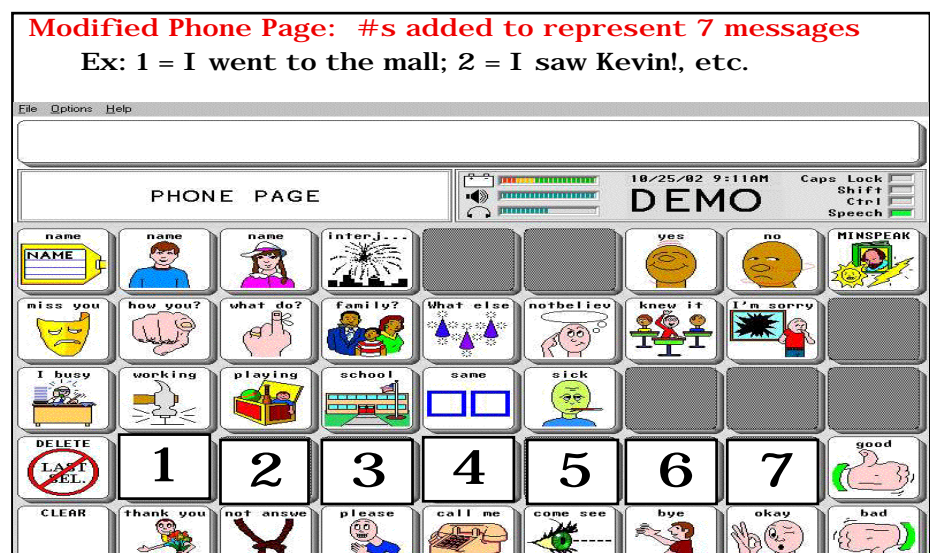 Modified Phone Page: #s added to represent 7 messages
Ex: 1 = I went to the mall; 2 = I saw Kevin!, etc.
File Options Help
PHONE PAGE
10/25/02 9:11AM
DEMO
Caps Lock
Shift
Ctrl
Speech
name name name interj... yes no MINSPEAK
NAME
miss you how you? what do? family? What else notbeliev knew it I'm sorry
I busy working playing school same sick
DELETE 1 2 3 4 5 6 7 good
LAST
SEL.
CLEAR thank you not answe please call me come see bye okay bad